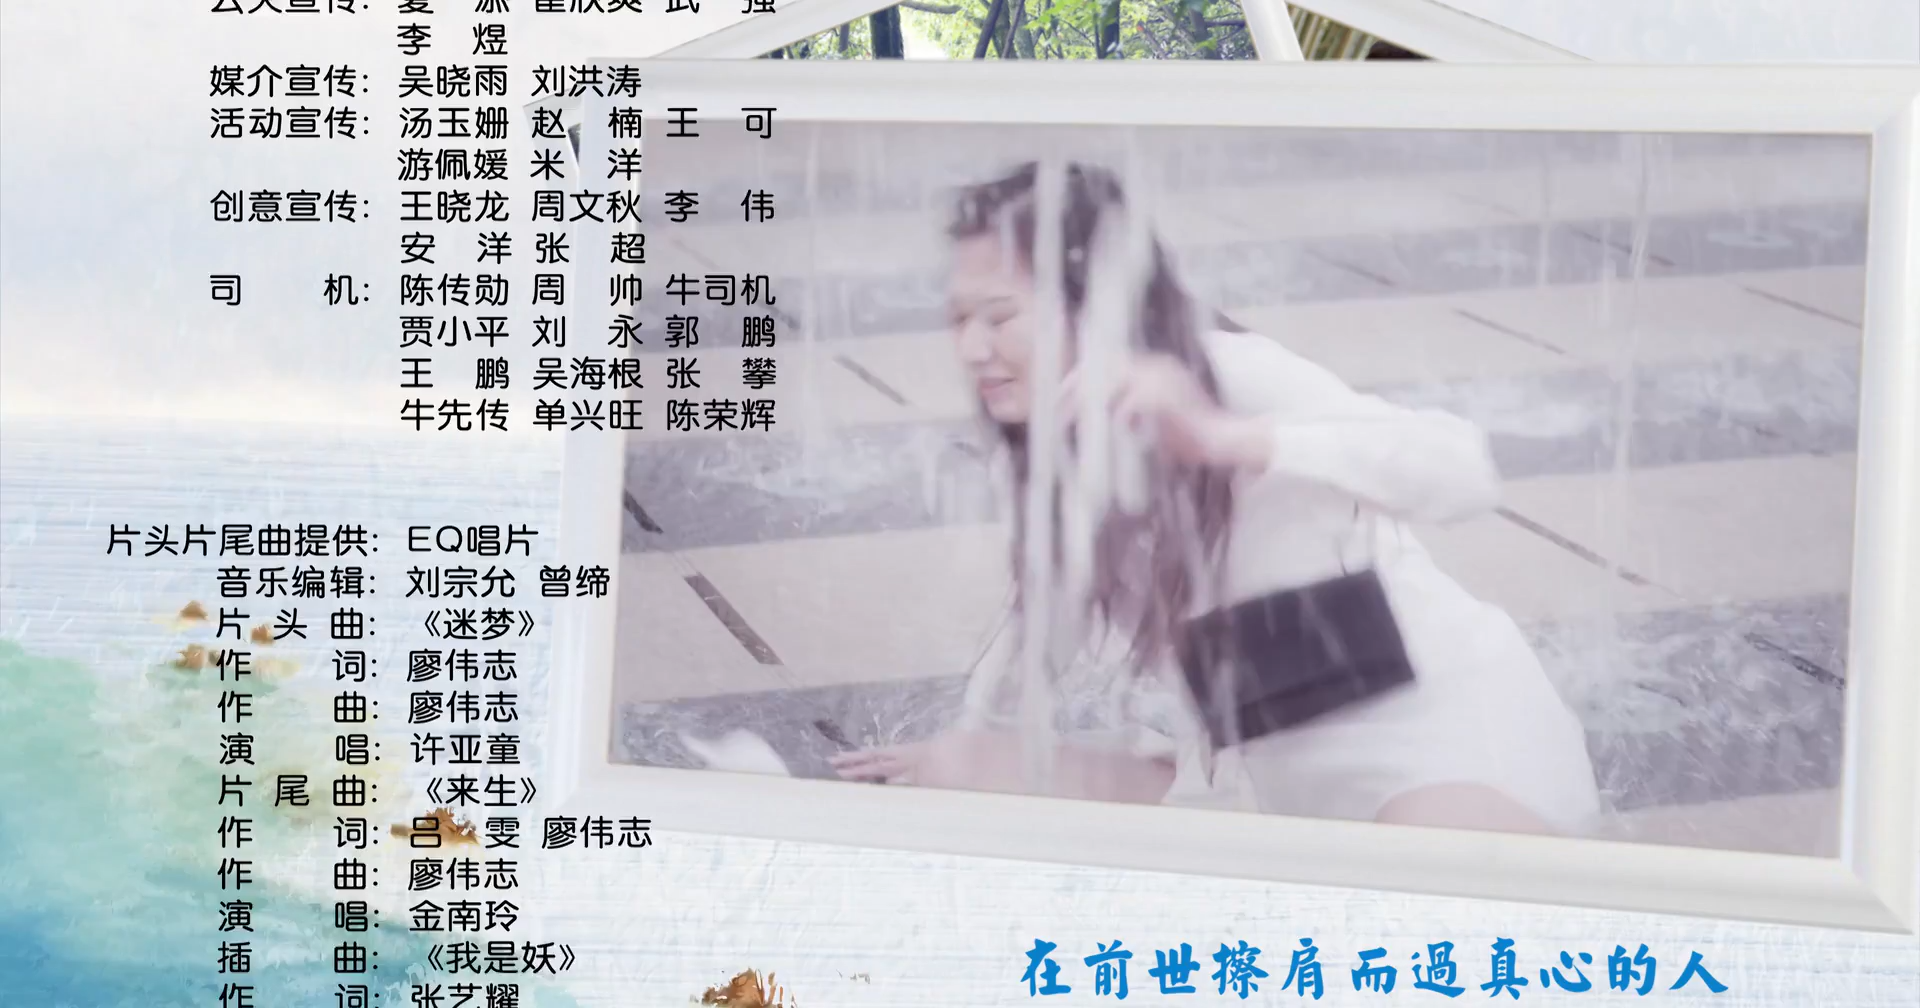 李 煜
媒介宣传: 吴晓雨 刘洪涛
活动宣传: 汤玉姗 赵 楠 王 可
游佩媛 米 洋
创意宣传: 王晓龙 周文秋 李 伟
安 洋 张 超
司 机: 陈传勋 周 帅 牛司机
贾小平 刘 永 郭 鹏
王 鹏 吴海根 张 攀
牛先传 单兴旺 陈荣辉
片头片尾曲提供: EQ唱片
音乐编辑: 刘宗允 曾缔
片 头 曲: 《迷梦》
作 词: 廖伟志
作 曲: 廖伟志
演 唱: 许亚童
片 尾 曲: 《来生》
作 词: 吕 雯 廖伟志
作 曲: 廖伟志
演 唱: 金南玲
插 曲: 《我是妖》
作 词: 张艺耀
在前世擦肩而過真心的人